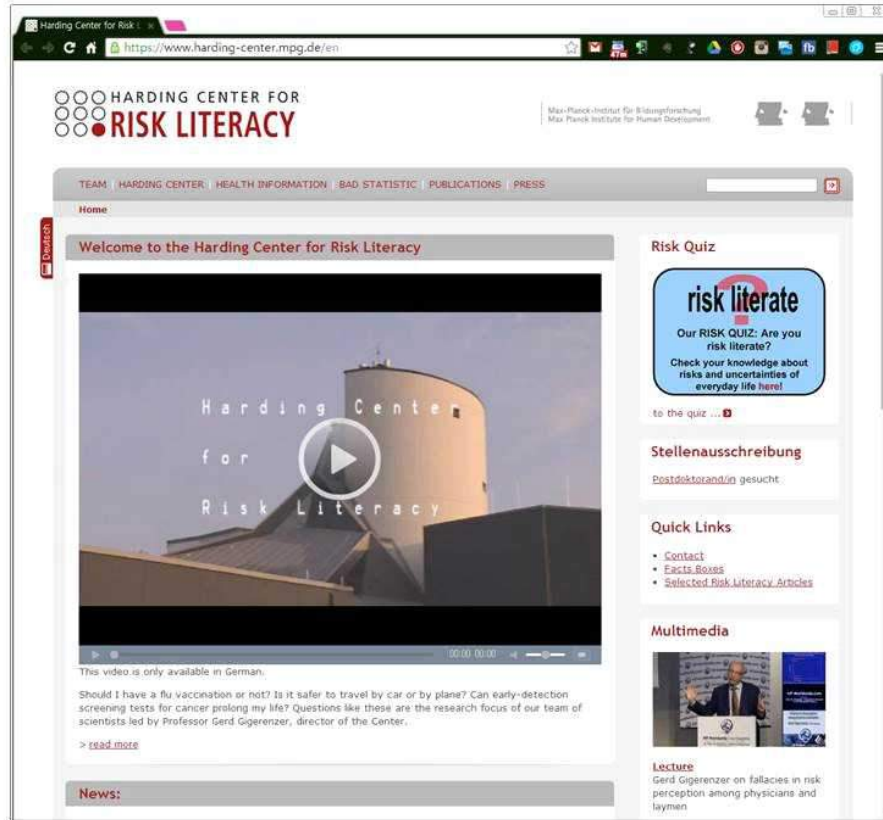 Harding Center for Risk L
https://www.harding-center.mpg.de/en
47m
fb
HARDING CENTER FOR
RISK LITERACY
Max-Planck-Institut für Bildungsforschung
Max Planck Institute for Human Development
TEAM | HARDING CENTER | HEALTH INFORMATION | BAD STATISTIC | PUBLICATIONS | PRESS
Home
Deutsch
Welcome to the Harding Center for Risk Literacy
Harding Center
for
Risk Literacy
00:00 00:00
This video is only available in German.
Should I have a flu vaccination or not? Is it safer to travel by car or by plane? Can early-detection
screening tests for cancer prolong my life? Questions like these are the research focus of our team of
scientists led by Professor Gerd Gigerenzer, director of the Center.
> read more
News:
Risk Quiz
?
risk literate
Our RISK QUIZ: Are you
risk literate?
Check your knowledge about
risks and uncertainties of
everyday life here!
to the quiz ...
Stellenausschreibung
Postdoktorand/in gesucht
Quick Links
Contact
Facts Boxes
Selected Risk Literacy Articles
Multimedia
Lecture
Gerd Gigerenzer on fallacies in risk
perception among physicians and
laymen